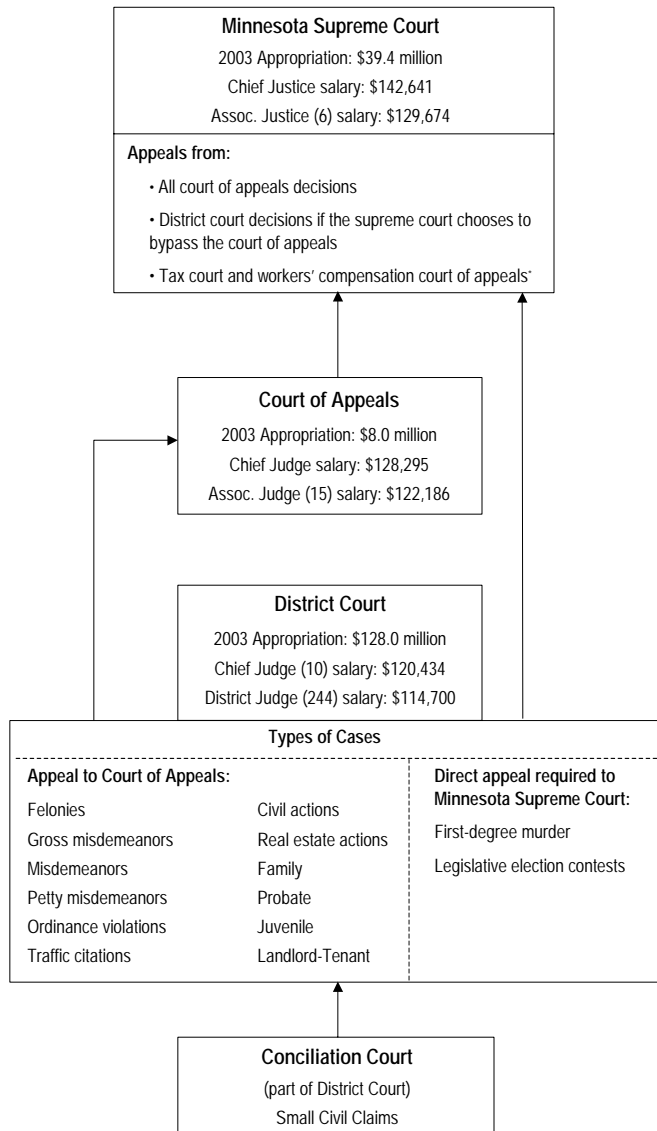 Minnesota Supreme Court
2003 Appropriation: $39.4 million
Chief Justice salary: $142,641
Assoc. Justice (6) salary: $129,674
Appeals from:
• All court of appeals decisions
• District court decisions if the supreme court chooses to
bypass the court of appeals
• Tax court and workers' compensation court of appeals*
Court of Appeals
2003 Appropriation: $8.0 million
Chief Judge salary: $128,295
Assoc. Judge (15) salary: $122,186
District Court
2003 Appropriation: $128.0 million
Chief Judge (10) salary: $120,434
District Judge (244) salary: $114,700
Types of Cases
Appeal to Court of Appeals:
Felonies
Gross misdemeanors
Misdemeanors
Petty misdemeanors
Ordinance violations
Traffic citations
Civil actions
Real estate actions
Family
Probate
Juvenile
Landlord-Tenant
Direct appeal required to
Minnesota Supreme Court:
First-degree murder
Legislative election contests
Conciliation Court
(part of District Court)
Small Civil Claims